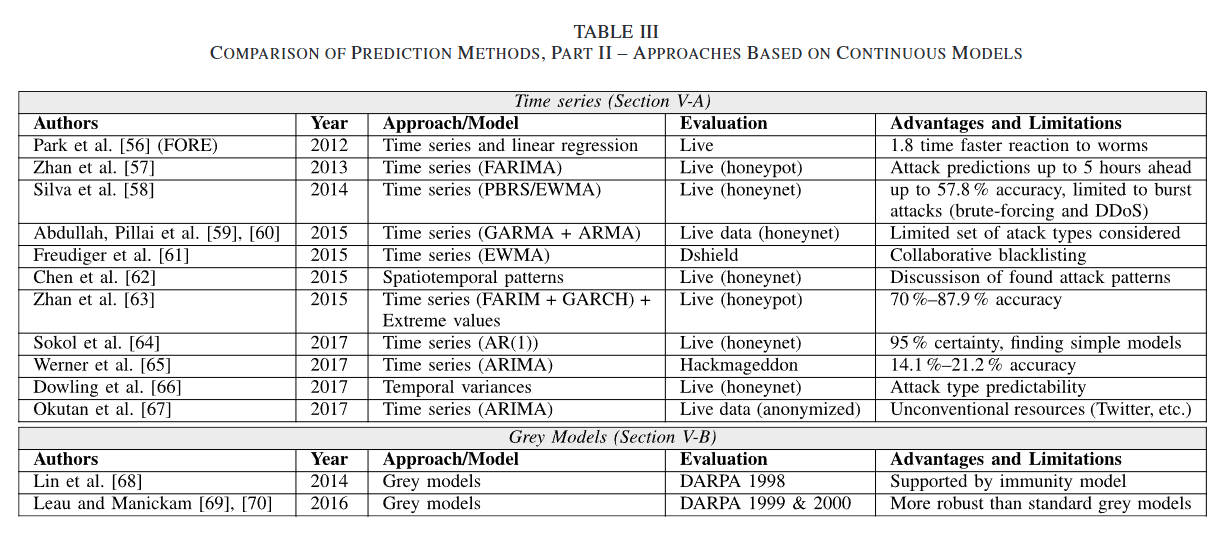 TABLE III
COMPARISON OF PREDICTION METHODS, PART II – APPROACHES BASED ON CONTINUOUS MODELS
Time series (Section V-A)
Authors Year Approach/Model Evaluation Advantages and Limitations
Park et al. [56] (FORE) 2012 Time series and linear regression Live 1.8 time faster reaction to worms
Zhan et al. [57] 2013 Time series (FARIMA) Live (honeypot) Attack predictions up to 5 hours ahead
Silva et al. [58] 2014 Time series (PBRS/EWMA) Live (honeynet) up to 57.8 % accuracy, limited to burst
attacks (brute-forcing and DDoS)
Abdullah, Pillai et al. [59], [60] 2015 Time series (GARMA + ARMA) Live data (honeynet) Limited set of atack types considered
Freudiger et al. [61] 2015 Time series (EWMA) Dshield Collaborative blacklisting
Chen et al. [62] 2015 Spatiotemporal patterns Live (honeynet) Discussison of found attack patterns
Zhan et al. [63] 2015 Time series (FARIM + GARCH) + Live (honeypot) 70 %–87.9 % accuracy
Extreme values
Sokol et al. [64] 2017 Time series (AR(1)) Live (honeynet) 95 % certainty, finding simple models
Werner et al. [65] 2017 Time series (ARIMA) Hackmageddon 14.1 %–21.2 % accuracy
Dowling et al. [66] 2017 Temporal variances Live (honeynet) Attack type predictability
Okutan et al. [67] 2017 Time series (ARIMA) Live data (anonymized) Unconventional resources (Twitter, etc.)
Grey Models (Section V-B)
Authors Year Approach/Model Evaluation Advantages and Limitations
Lin et al. [68] 2014 Grey models DARPA 1998 Supported by immunity model
Leau and Manickam [69], [70] 2016 Grey models DARPA 1999 & 2000 More robust than standard grey models